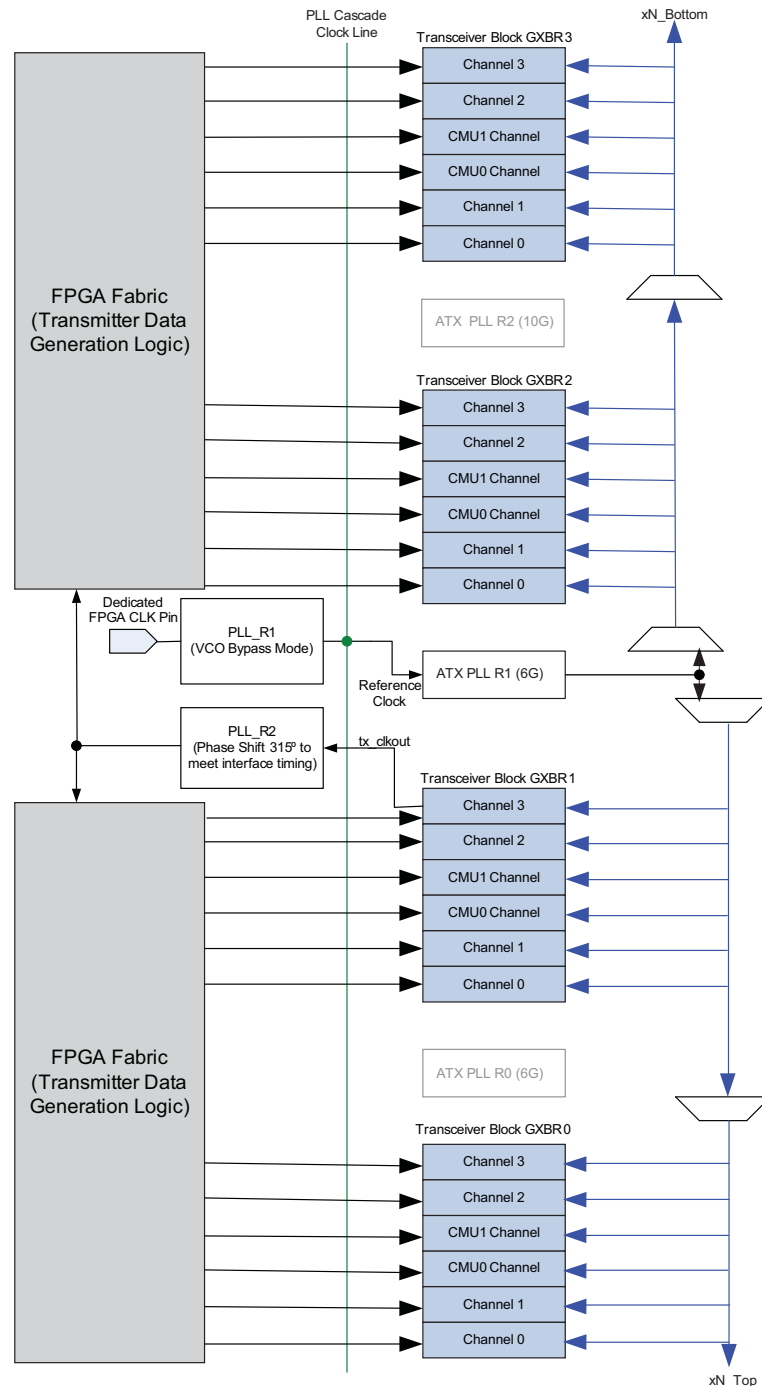 PLL Cascade
Clock Line
xN_Bottom
Transceiver Block GXBR3
Channel 3
Channel 2
CMU1 Channel
CMU0 Channel
Channel 1
Channel 0
FPGA Fabric
(Transmitter Data
Generation Logic)
ATX PLL R2 (10G)
Transceiver Block GXBR2
Channel 3
Channel 2
CMU1 Channel
CMU0 Channel
Channel 1
Channel 0
Dedicated
FPGA CLK Pin
PLL_R1
(VCO Bypass Mode)
Reference
Clock
ATX PLL R1 (6G)
PLL_R2
(Phase Shift 315º to
meet interface timing)
tx_clkout
Transceiver Block GXBR1
Channel 3
Channel 2
CMU1 Channel
CMU0 Channel
Channel 1
Channel 0
FPGA Fabric
(Transmitter Data
Generation Logic)
ATX PLL R0 (6G)
Transceiver Block GXBR0
Channel 3
Channel 2
CMU1 Channel
CMU0 Channel
Channel 1
Channel 0
xN_Top